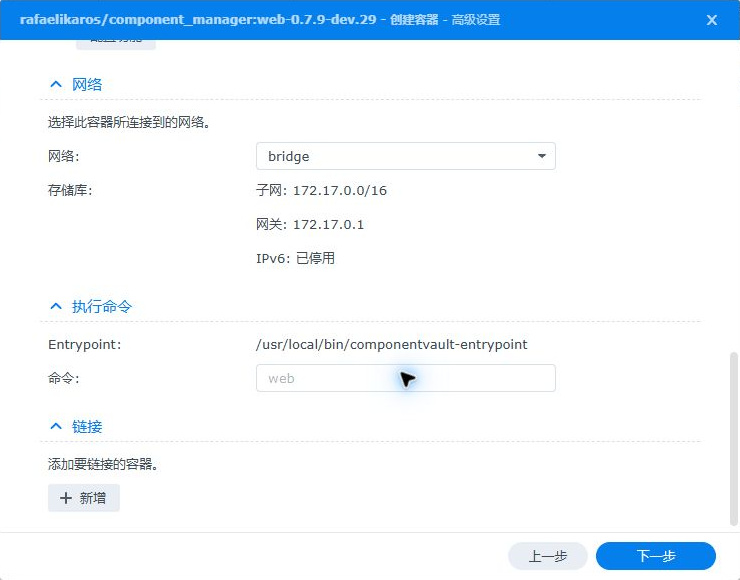 rafaelikaros/component_manager:web-0.7.9-dev.29 - 创建容器 - 高级设置
网络
选择此容器所连接到的网络。
网络: bridge
存储库: 子网: 172.17.0.0/16
网关: 172.17.0.1
IPv6: 已停用
执行命令
Entrypoint: /usr/local/bin/componentvault-entrypoint
命令: web
链接
添加要链接的容器。
新增
上一步 下一步